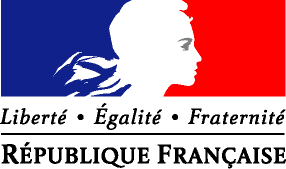 Liberté • Égalité • Fraternité
RÉPUBLIQUE FRANÇAISE